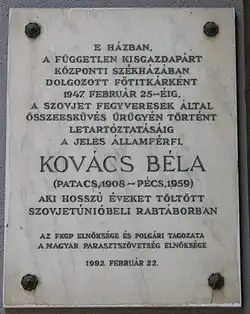 E HÁZBAN,
A FÜGGETLEN KISGAZDAPÁRT
KÖZPONTI SZÉKHÁZÁBAN
DOLGOZOTT FŐTITKÁRKÉNT
1947 FEBRUÁR 25-ÉIG,
A SZOVJET FEGYVERESEK ÁLTAL
ÖSSZEESKÜVÉS ÜRÜGYÉN TÖRTÉNT
LETARTÓZTATÁSÁIG
A JELES ÁLLAMFÉRFI,
KOVÁCS BÉLA
(PATACS, 1908 – PÉCS, 1959)
AKI HOSSZÚ ÉVEKET TÖLTÖTT
SZOVJETÚNIÓBELI RABTÁBORBAN
AZ FKGP ELNÖKSÉGE ÉS POLGÁRI TAGOZATA
A MAGYAR PARASZTSZÖVETSÉG ELNÖKSÉGE
1992. FEBRUÁR 22.